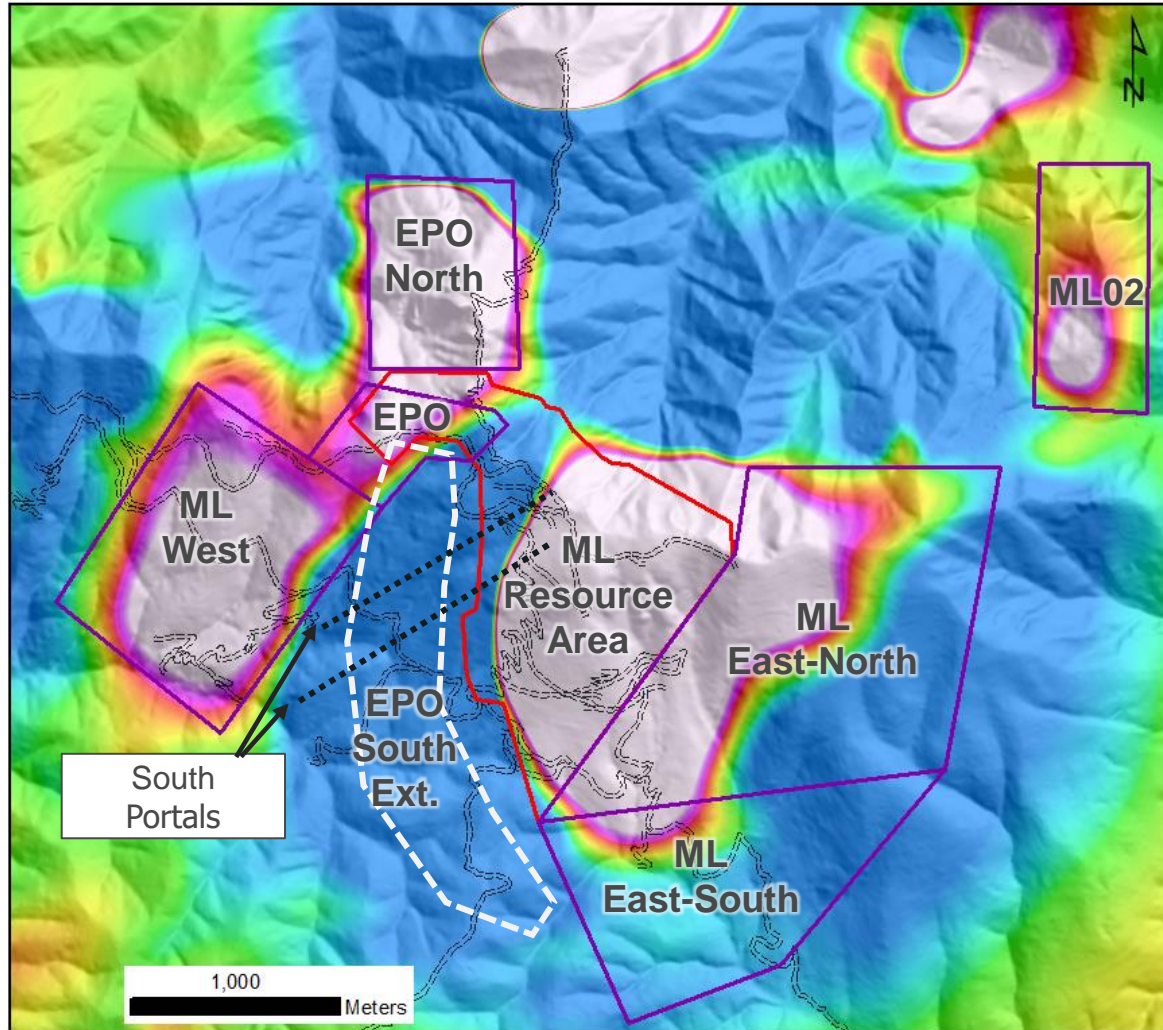 N
EPO
North
ML02
EPO
ML
West
ML
Resource
Area
ML
East-North
EPO
South
Ext.
South
Portals
ML
East-South
1,000
Meters